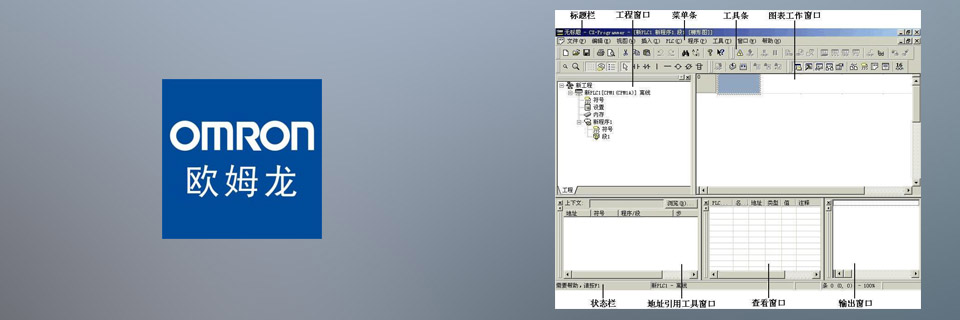 OMRON
欧姆龙
标题栏 工程窗口 菜单条 工具条 图表工作窗口
无标题 - CX-Programmer - [新PLC1.新程序1.段1 [梯形图]]
文件(F) 编辑(E) 视图(V) 插入(I) PLC(C) 程序(P) 工具(T) 窗口(W) 帮助(H)
0
新工程
新PLC1[CPM1(CPM1A)] 离线
符号
设置
内存
新程序1
符号
段1
工程
上下文: 浏览(B)
地址 符号 程序/段 步
PLC 名 地址 类型 值 注释
需要帮助，请按F1 新PLC1 - 离线 条 0 (0, 0) - 100%
状态栏 地址引用工具窗口 查看窗口 输出窗口